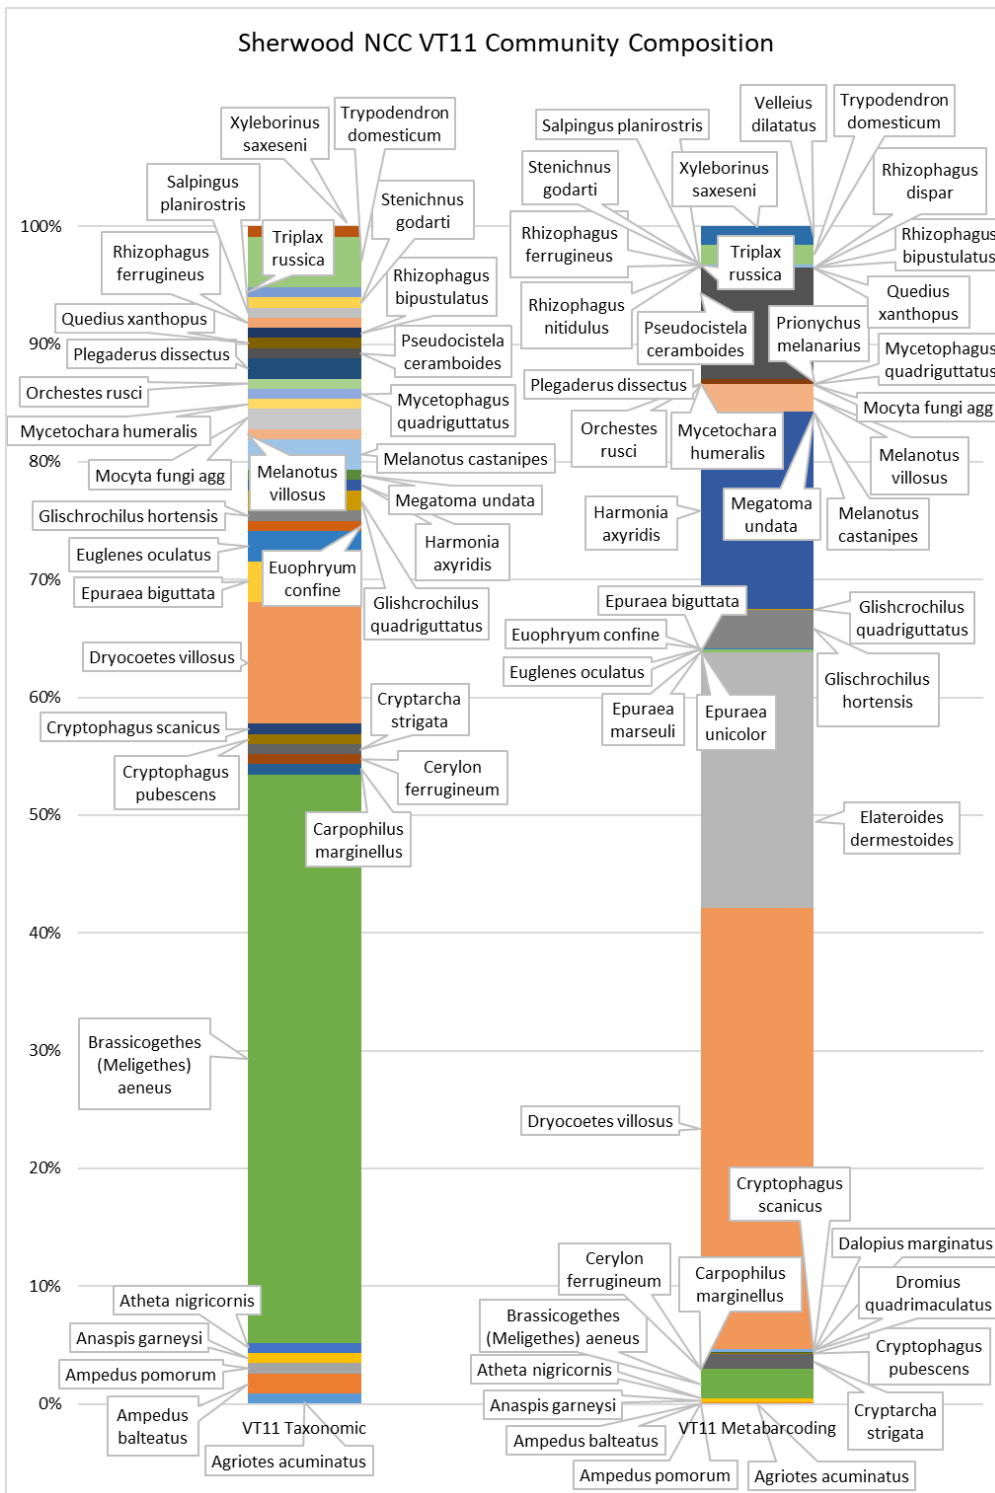 Sherwood NCC VT11 Community Composition
Xyleborinus
saxeseni
Trypodendron
domesticum
Salpingus
planirostris
Stenichnus
godarti
Triplax
russica
Rhizophagus
ferrugineus
Rhizophagus
bipustulatus
Quedius xanthopus
Pseudocistela
ceramboides
Plegaderus dissectus
Orchestes rusci
Mycetophagus
quadriguttatus
Mycetochara humeralis
Melanotus castanipes
Mocyta fungi agg
Melanotus
villosus
Megatoma undata
Glischrochilus hortensis
Harmonia
axyridis
Euglenes oculatus
Euophryum
confine
Epuraea biguttata
Glishcrochilus
quadriguttatus
Dryocoetes villosus
Cryptarcha
strigata
Cryptophagus scanicus
Cryptophagus
pubescens
Cerylon
ferrugineum
Carpophilus
marginellus
Brassicogethes
(Meligethes)
aeneus
Atheta nigricornis
Anaspis garneysi
Ampedus pomorum
Ampedus
balteatus
Agriotes acuminatus
VT11 Taxonomic
100%
90%
80%
70%
60%
50%
40%
30%
20%
10%
0%
Velleius
dilatatus
Trypodendron
domesticum
Salpingus planirostris
Stenichnus
godarti
Xyleborinus
saxeseni
Rhizophagus
dispar
Rhizophagus
ferrugineus
Triplax
russica
Rhizophagus
bipustulatus
Rhizophagus
nitidulus
Quedius
xanthopus
Pseudocistela
ceramboides
Prionychus
melanarius
Mycetophagus
quadriguttatus
Plegaderus dissectus
Mocyta fungi agg
Orchestes
rusci
Mycetochara
humeralis
Melanotus
villosus
Harmonia
axyridis
Megatoma
undata
Melanotus
castanipes
Epuraea biguttata
Glishcrochilus
quadriguttatus
Euophryum confine
Euglenes oculatus
Glischrochilus
hortensis
Epuraea
marseuli
Epuraea
unicolor
Elateroides
dermestoides
Dryocoetes villosus
Cryptophagus
scanicus
Dalopius marginatus
Cerylon
ferrugineum
Carpophilus
marginellus
Dromius
quadrimaculatus
Brassicogethes
(Meligethes) aeneus
Cryptophagus
pubescens
Atheta nigricornis
Anaspis garneysi
Cryptarcha
strigata
Ampedus balteatus
Ampedus pomorum
Agriotes acuminatus
VT11 Metabarcoding